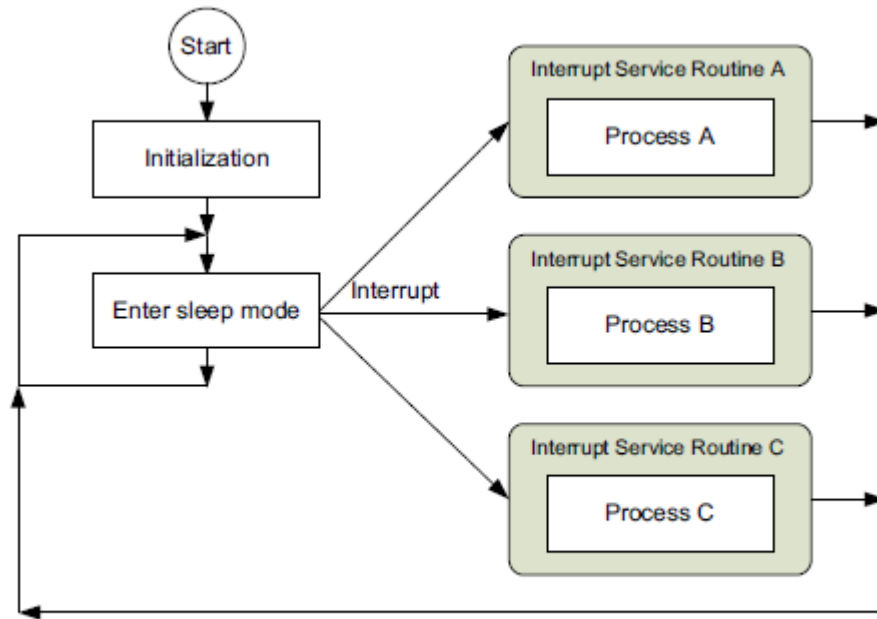 Start
Initialization
Enter sleep mode
Interrupt
Interrupt Service Routine A
Process A
Interrupt Service Routine B
Process B
Interrupt Service Routine C
Process C